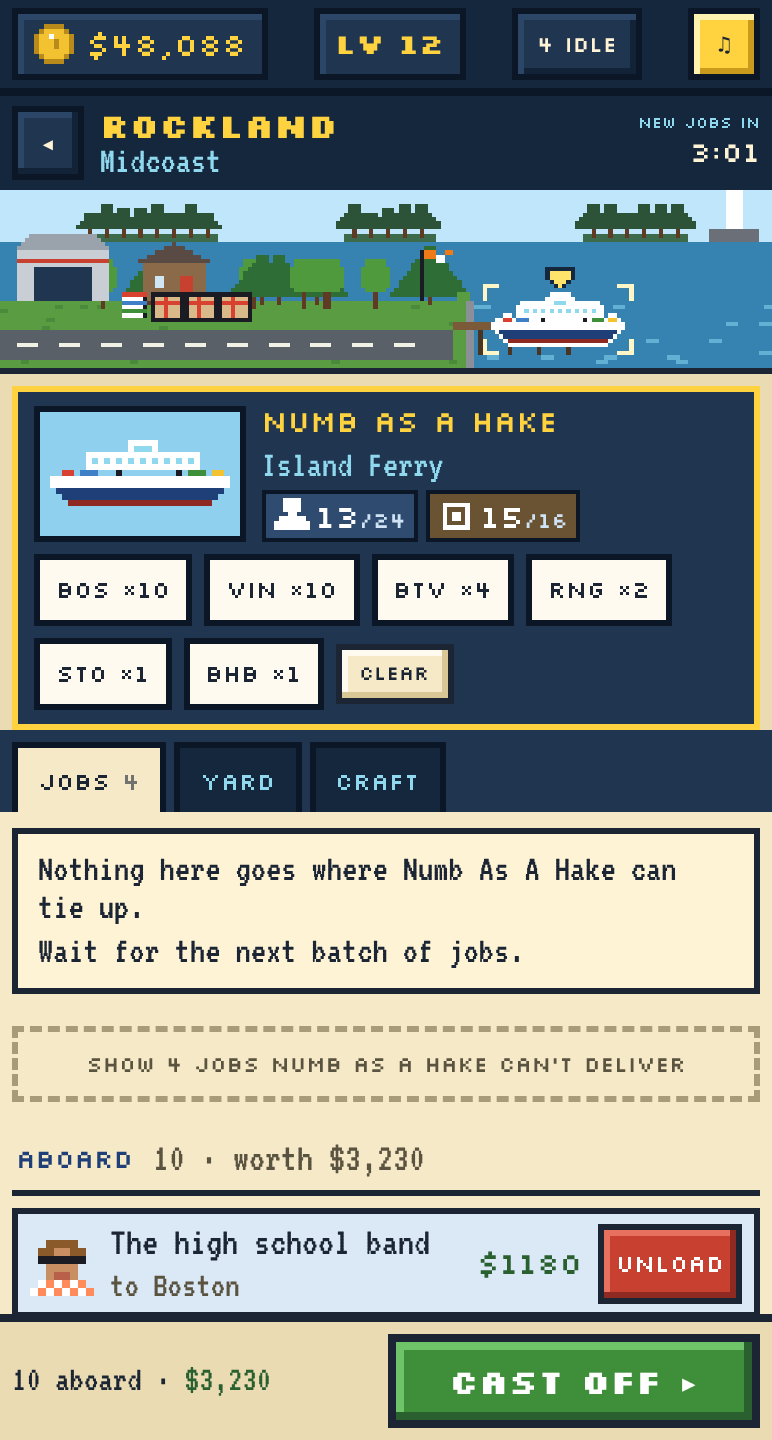 $48,088
LV 12
4 IDLE
♫
◂
ROCKLAND
Midcoast
NEW JOBS IN
3:01
NUMB AS A HAKE
Island Ferry
13/24
15/16
BOS ×10
VIN ×10
BTV ×4
RNG ×2
STO ×1
BHB ×1
CLEAR
JOBS 4
YARD
CRAFT
Nothing here goes where Numb As A Hake can
tie up.
Wait for the next batch of jobs.
SHOW 4 JOBS NUMB AS A HAKE CAN'T DELIVER
ABOARD 10 · worth $3,230
The high school band
to Boston
$1180
UNLOAD
10 aboard · $3,230
CAST OFF ▸